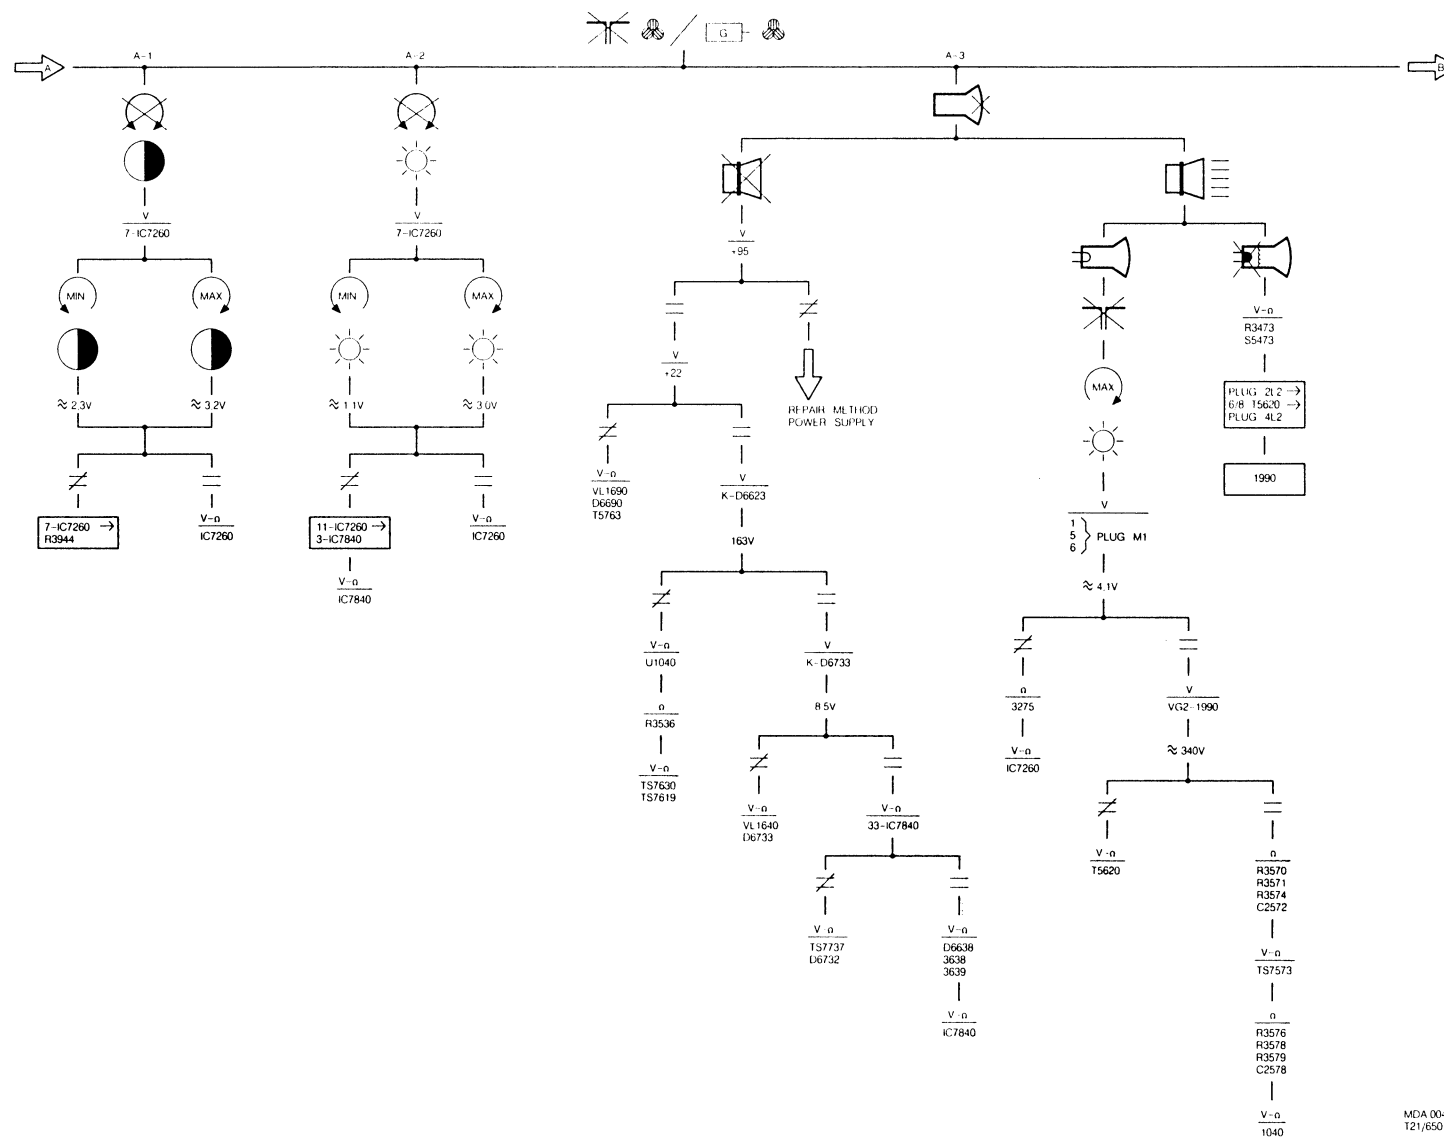 G
A
A-1
A-2
A-3
B
V
7-IC7260
MIN
MAX
≈ 2,3V
≈ 3,2V
7-IC7260 →
R3944
V-Ω
IC7260
V
7-IC7260
MIN
MAX
≈ 1,1V
≈ 3,0V
11-IC7260 →
3-IC7840
V-Ω
IC7840
V-Ω
IC7260
V
+95
V
+22
REPAIR METHOD
POWER SUPPLY
V-Ω
VL1690
D6690
T5763
V
K-D6623
163V
V-Ω
U1040
Ω
R3536
V-Ω
TS7630
TS7619
V
K-D6733
8.5V
V-Ω
VL1640
D6733
V-Ω
33-IC7840
V-Ω
TS7737
D6732
V-Ω
D6638
3638
3639
V-Ω
IC7840
MAX
V
1
5
6
PLUG M1
≈ 4,1V
Ω
3275
V-Ω
IC7260
V
VG2-1990
≈ 340V
V-Ω
T5620
Ω
R3570
R3571
R3574
C2572
V-Ω
TS7573
Ω
R3576
R3578
R3579
C2578
V-Ω
1040
V-Ω
R3473
S5473
PLUG 2L2 →
6/8 T5620 →
PLUG 4L2
1990
MDA 004
T21/650